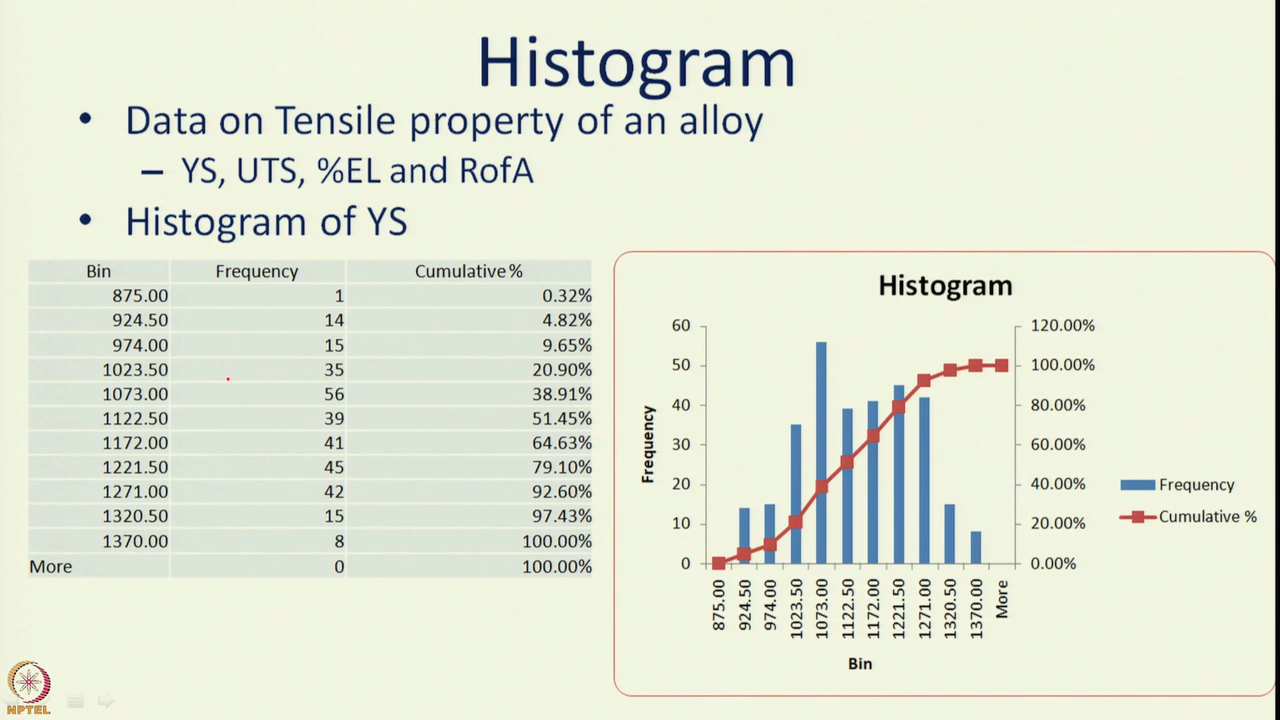 Histogram
• Data on Tensile property of an alloy
– YS, UTS, %EL and RofA
• Histogram of YS
Bin Frequency Cumulative %
875.00 1 0.32%
924.50 14 4.82%
974.00 15 9.65%
1023.50 35 20.90%
1073.00 56 38.91%
1122.50 39 51.45%
1172.00 41 64.63%
1221.50 45 79.10%
1271.00 42 92.60%
1320.50 15 97.43%
1370.00 8 100.00%
More 0 100.00%
Histogram
60 120.00%
50 100.00%
40 80.00%
30 60.00%
20 40.00%
10 20.00%
0 0.00%
Frequency
875.00
924.50
974.00
1023.50
1073.00
1122.50
1172.00
1221.50
1271.00
1320.50
1370.00
More
Bin
Frequency
Cumulative %
NPTEL